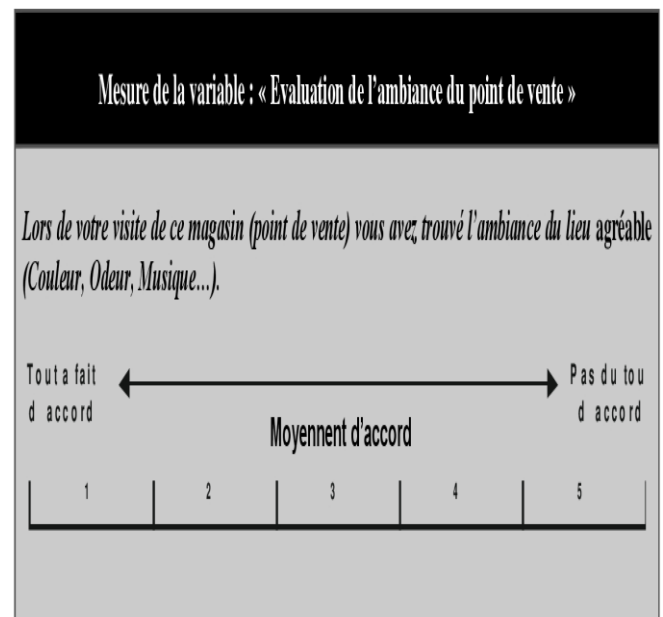 Mesure de la variable : « Evaluation de l’ambiance du point de vente »
Lors de votre visite de ce magasin (point de vente) vous avez trouvé l’ambiance du lieu agréable
(Couleur, Odeur, Musique…).
Tout a fait
d accord
Pas du tou
d accord
Moyennent d’accord
1 2 3 4 5